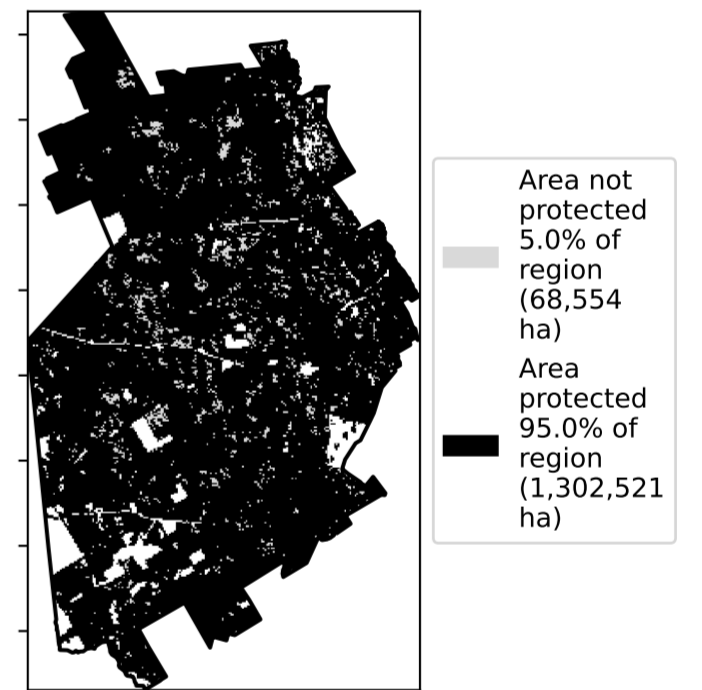 Area not
protected
5.0% of
region
(68,554
ha)
Area
protected
95.0% of
region
(1,302,521
ha)